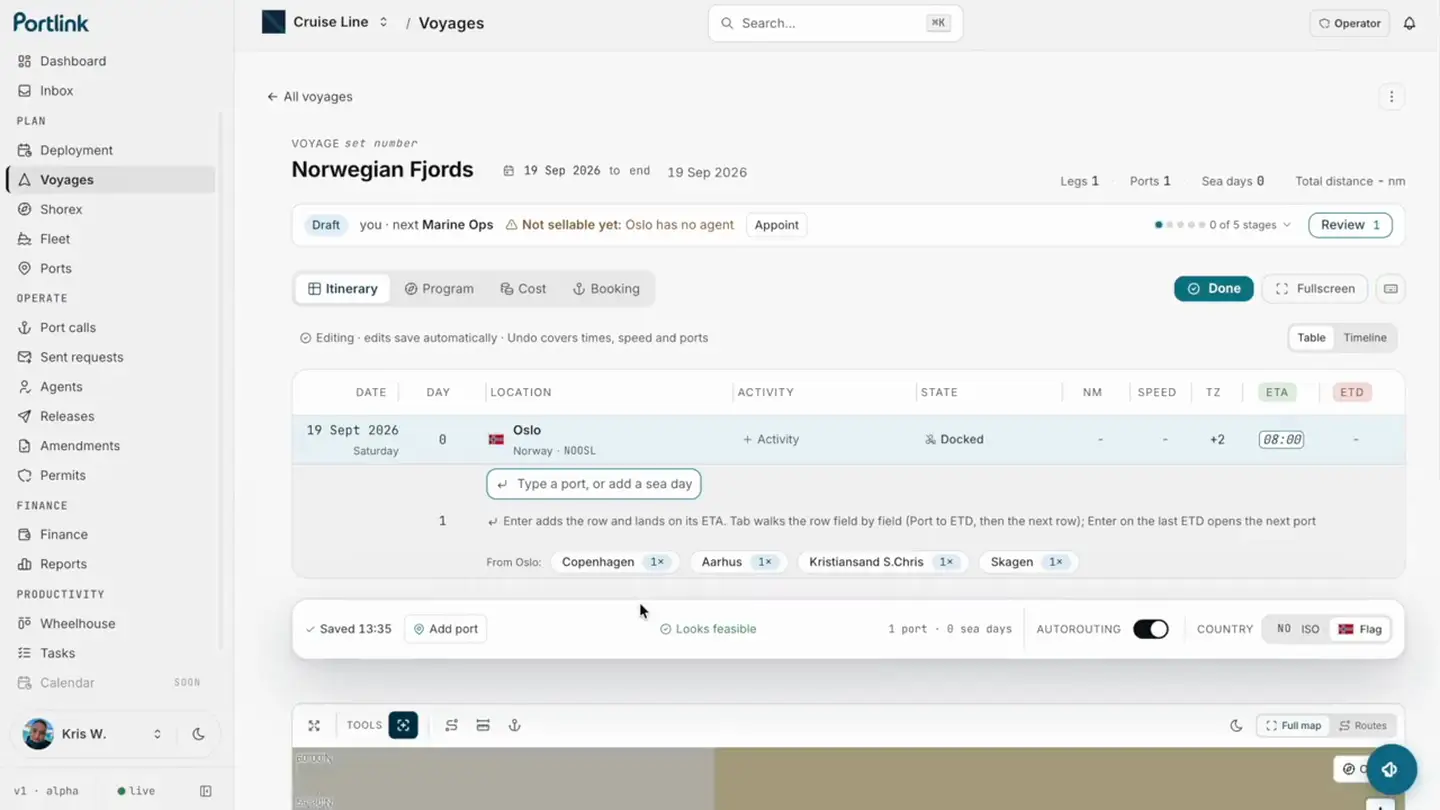 Portlink
Cruise Line / Voyages
Search... ⌘K
Operator
Dashboard
Inbox
PLAN
Deployment
Voyages
Shorex
Fleet
Ports
OPERATE
Port calls
Sent requests
Agents
Releases
Amendments
Permits
FINANCE
Finance
Reports
PRODUCTIVITY
Wheelhouse
Tasks
Calendar SOON
Kris W.
v1 · alpha live
← All voyages
VOYAGE set number
Norwegian Fjords 19 Sep 2026 to end 19 Sep 2026
Legs 1 · Ports 1 Sea days 0 Total distance - nm
Draft you · next Marine Ops Not sellable yet: Oslo has no agent Appoint 0 of 5 stages Review 1
Itinerary Program Cost Booking Done Fullscreen
Editing · edits save automatically · Undo covers times, speed and ports Table Timeline
DATE DAY LOCATION ACTIVITY STATE NM SPEED TZ ETA ETD
19 Sept 2026 0 Oslo + Activity Docked - - +2 08:00 -
Saturday Norway · NOOSL
↵ Type a port, or add a sea day
1 ↵ Enter adds the row and lands on its ETA. Tab walks the row field by field (Port to ETD, then the next row); Enter on the last ETD opens the next port
From Oslo: Copenhagen 1× Aarhus 1× Kristiansand S.Chris 1× Skagen 1×
Saved 13:35 Add port Looks feasible 1 port · 0 sea days AUTOROUTING COUNTRY NO ISO Flag
TOOLS Full map Routes